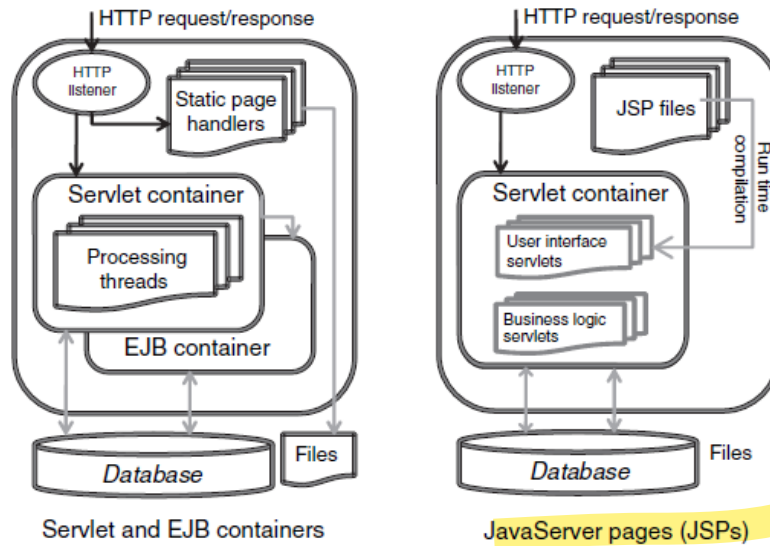 HTTP request/response
HTTP
listener
Static page
handlers
Servlet container
Processing
threads
EJB container
Database
Files
Servlet and EJB containers
HTTP request/response
HTTP
listener
JSP files
Run time
compilation
Servlet container
User interface
servlets
Business logic
servlets
Database
Files
JavaServer pages (JSPs)